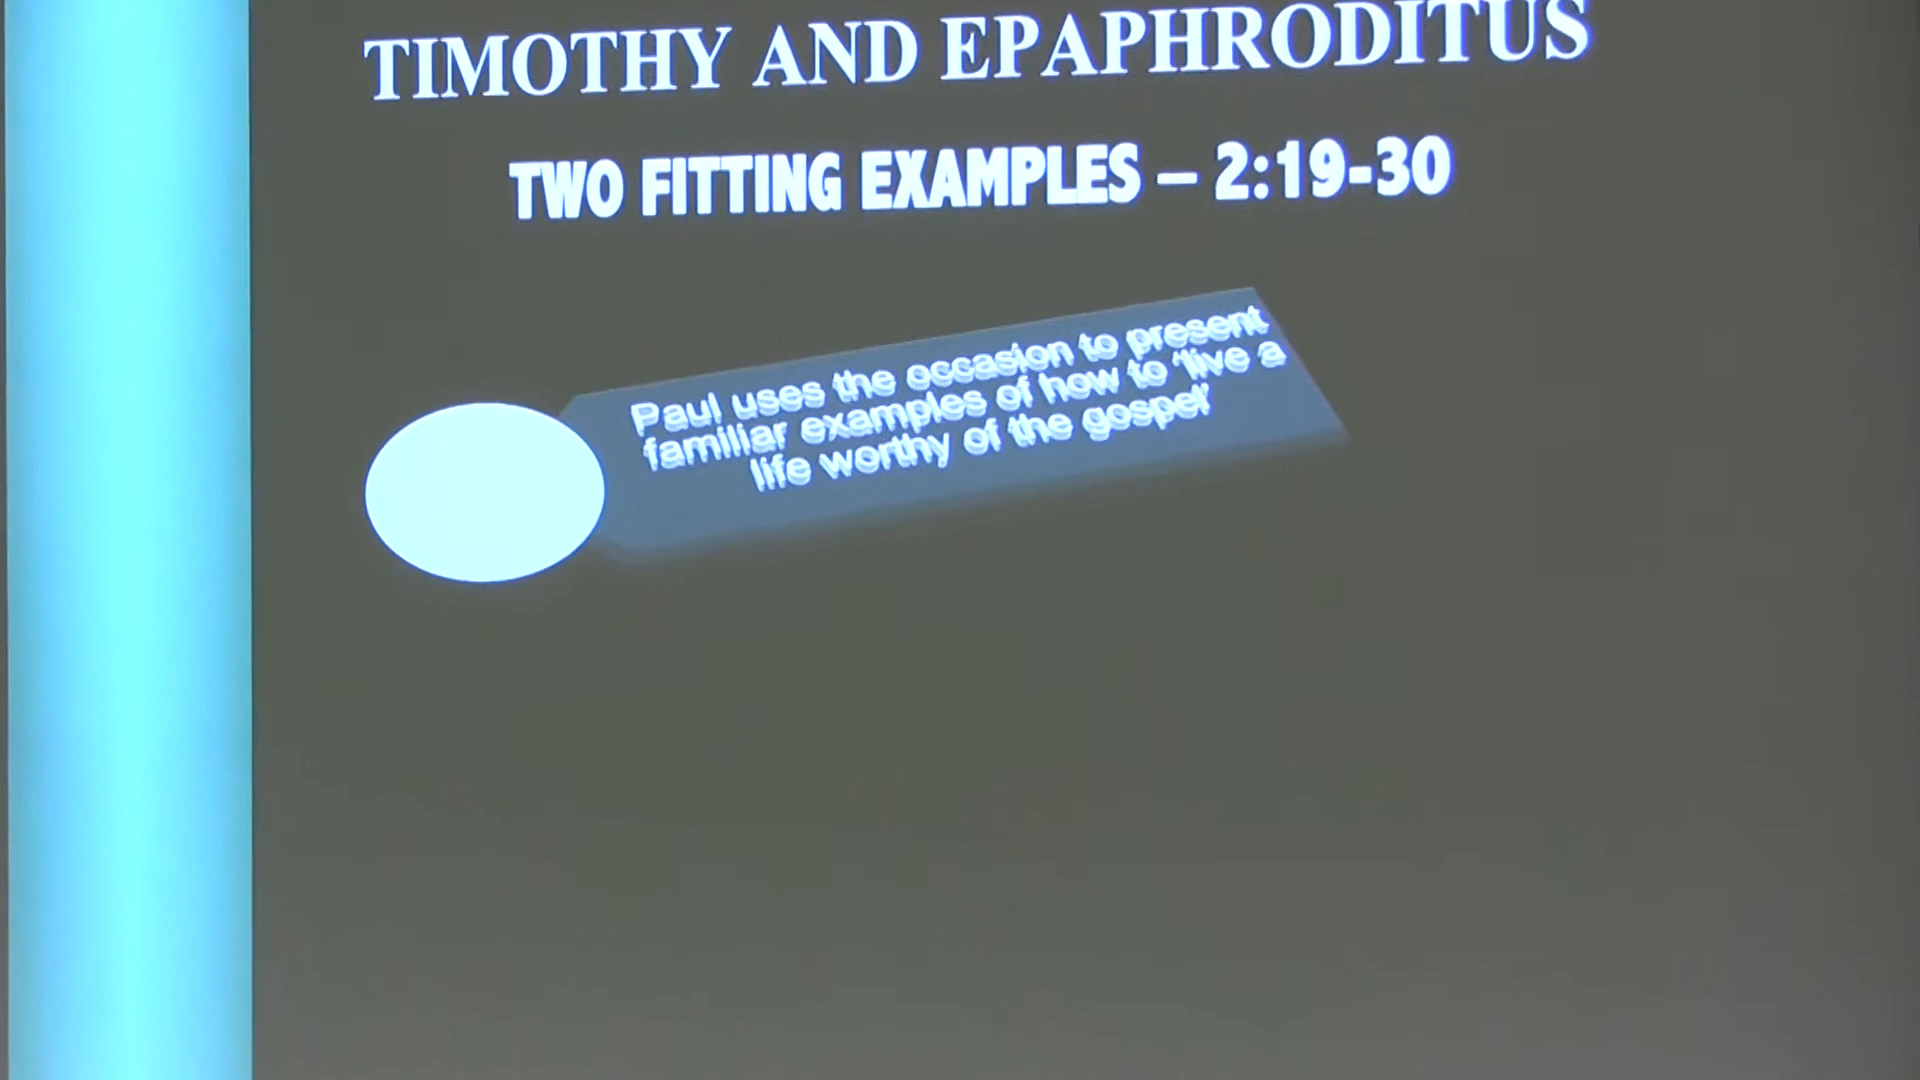 TIMOTHY AND EPAPHRODITUS
TWO FITTING EXAMPLES – 2:19-30
Paul uses the occasion to present
familiar examples of how to "live a
life worthy of the gospel"